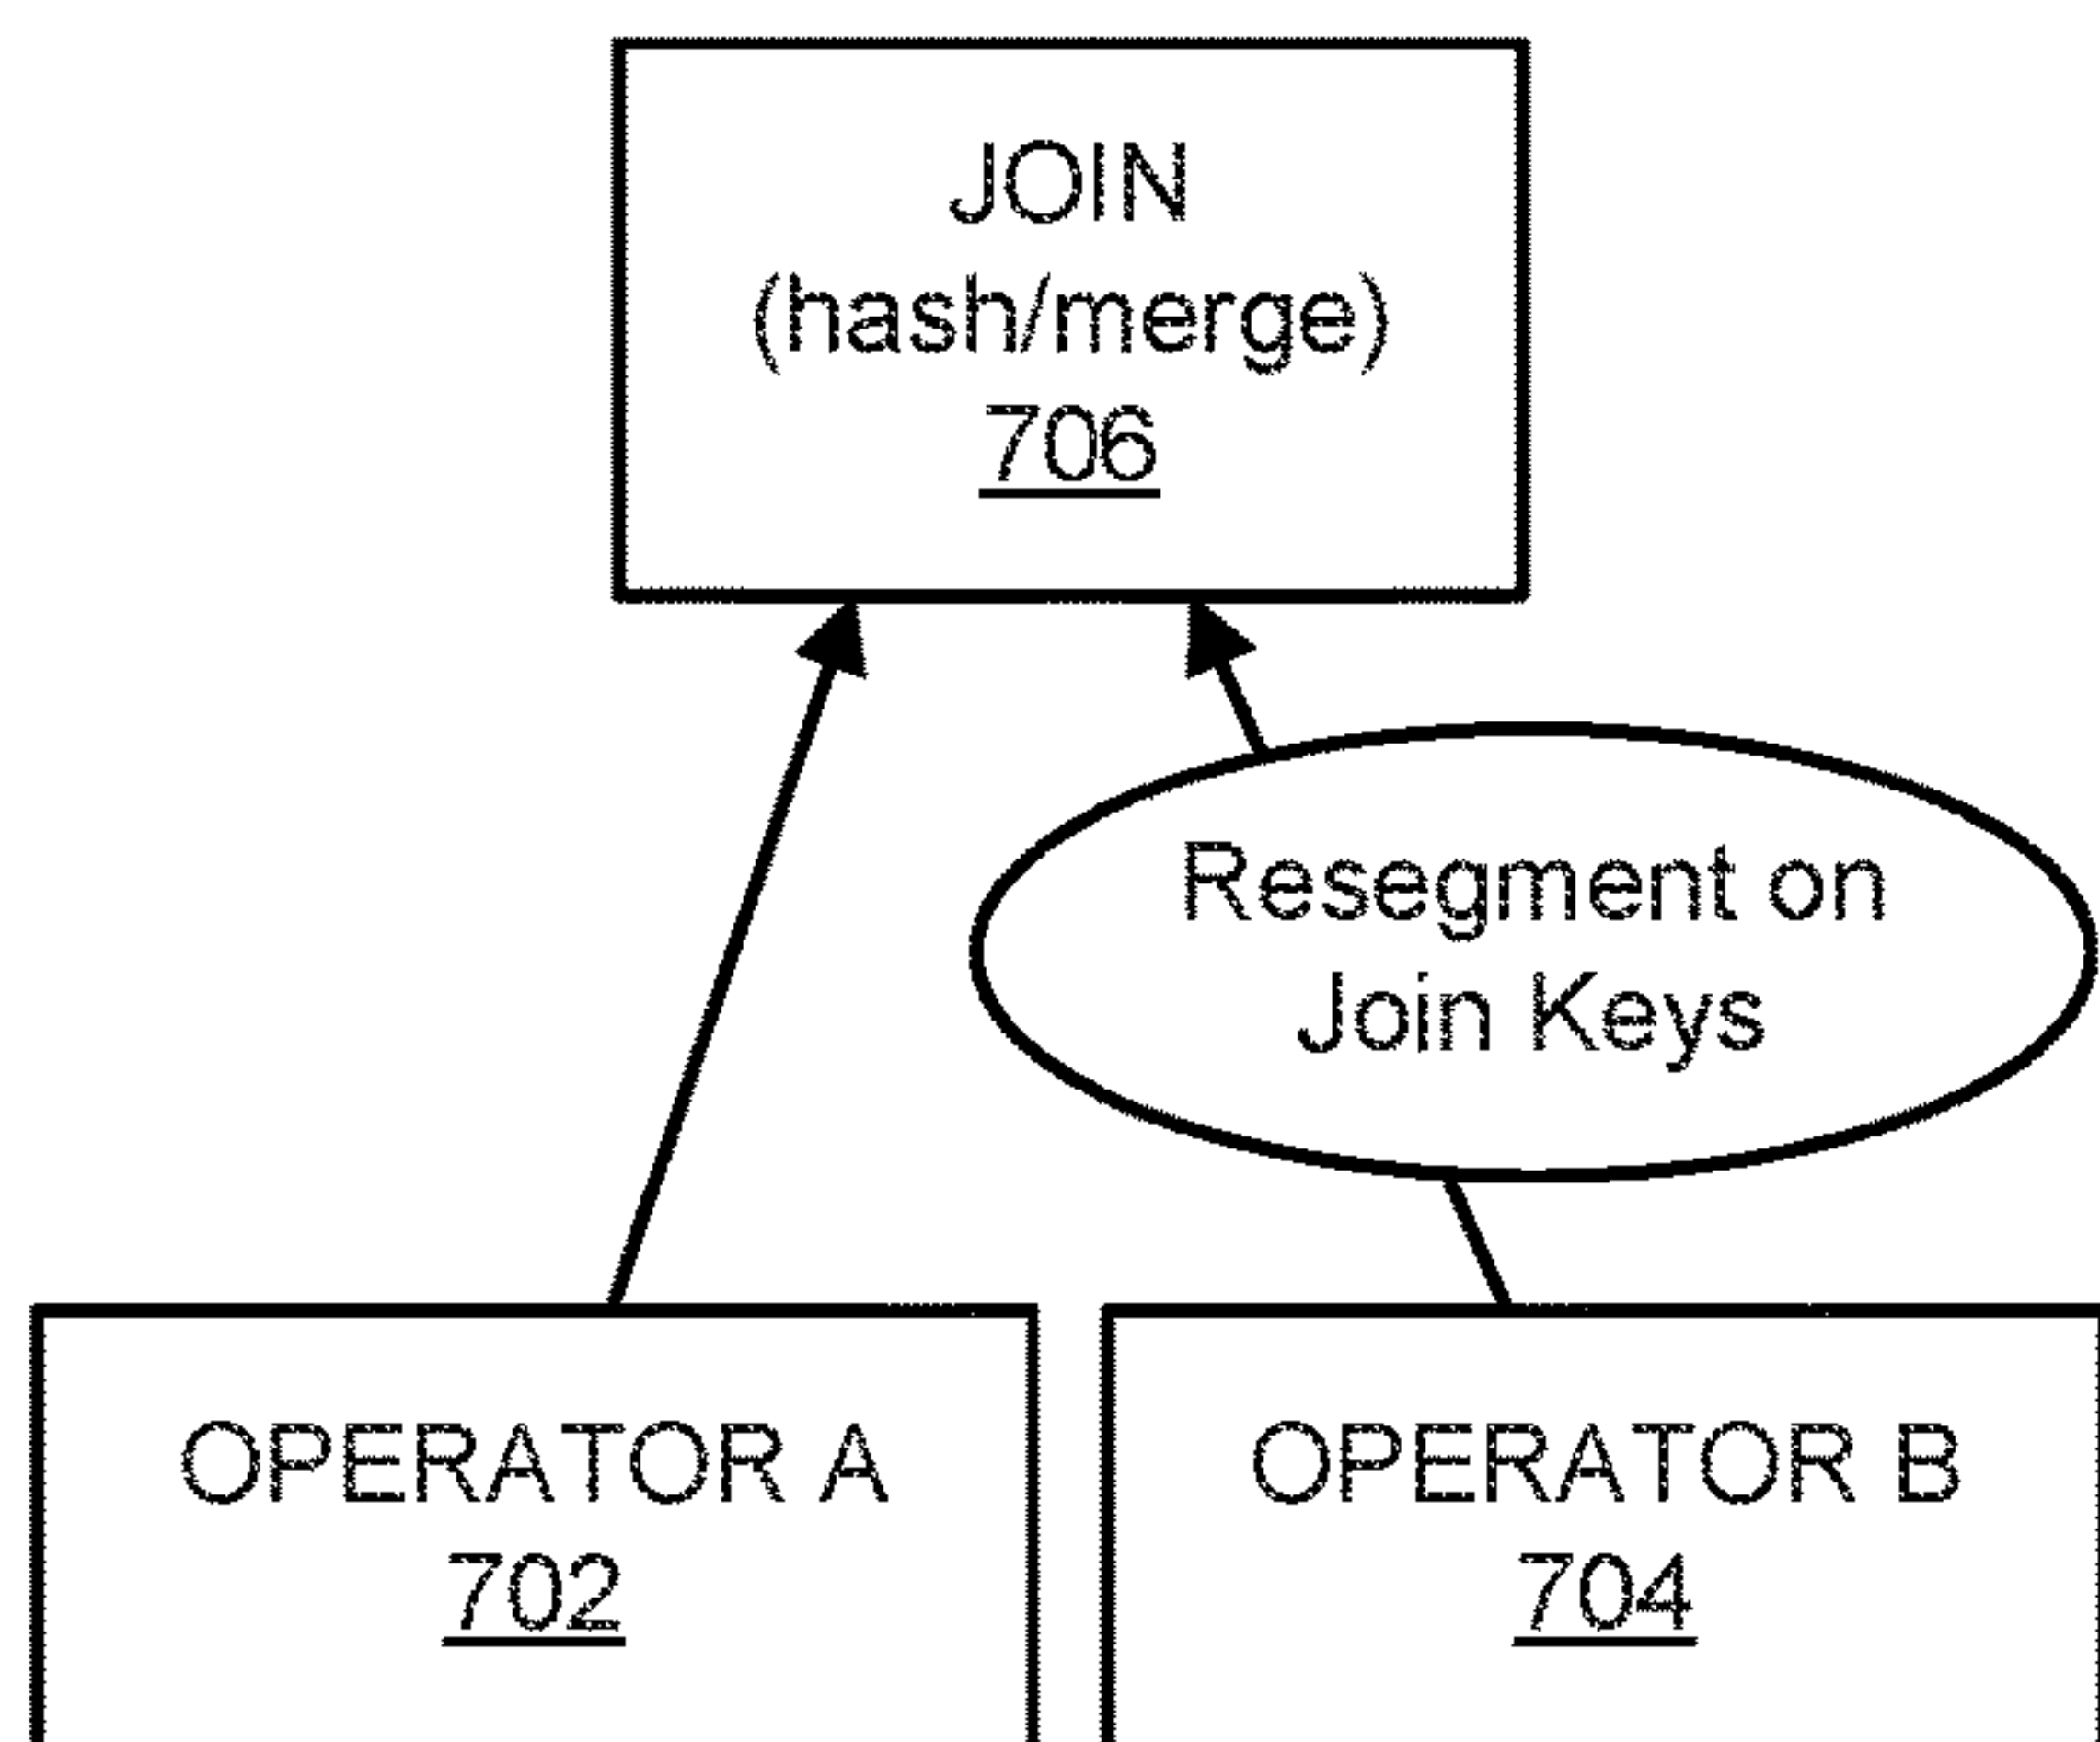 JOIN
(hash/merge)
706
Resegment on
Join Keys
OPERATOR A
702
OPERATOR B
704